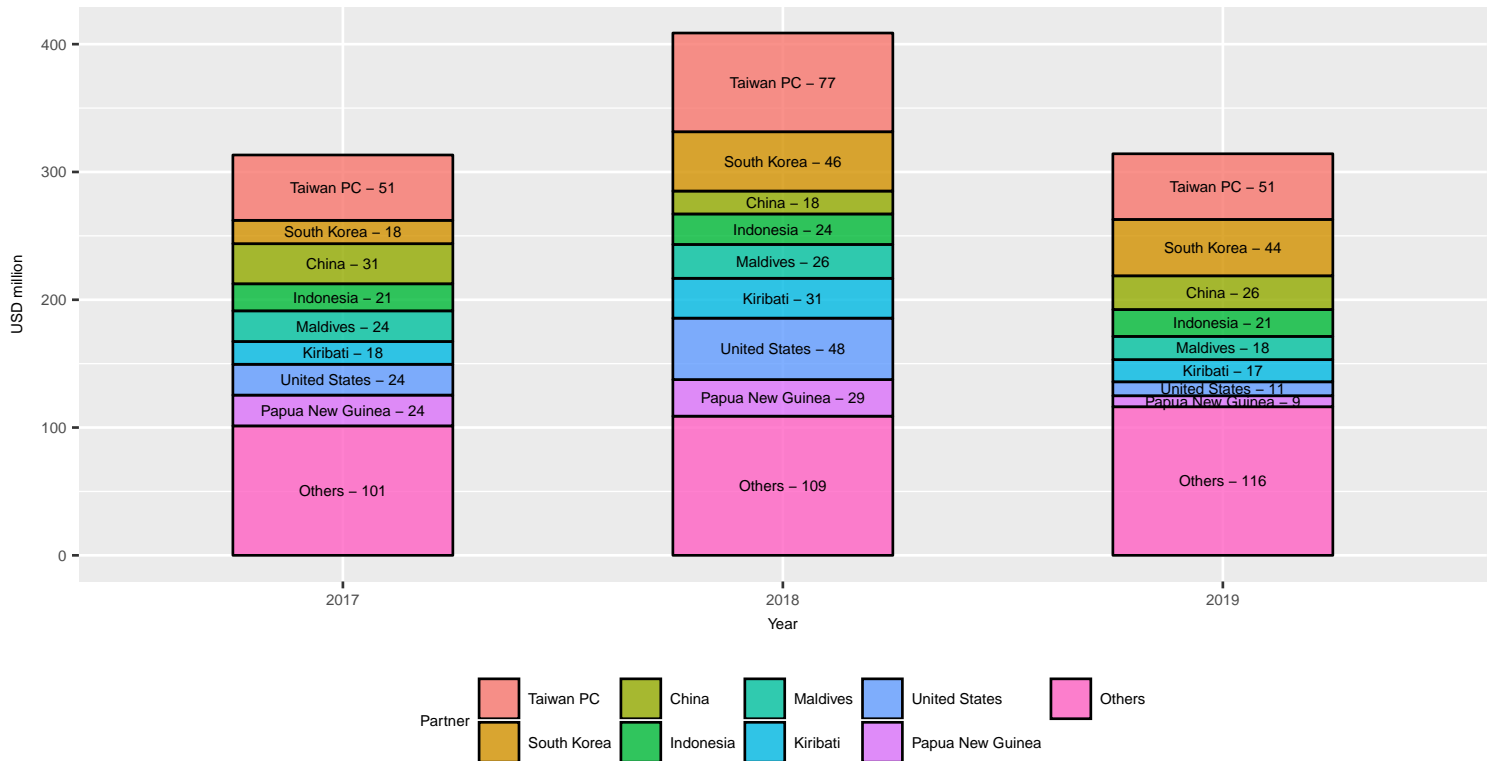 400
300
200
100
0
USD million
Taiwan PC – 51
South Korea – 18
China – 31
Indonesia – 21
Maldives – 24
Kiribati – 18
United States – 24
Papua New Guinea – 24
Others – 101
Taiwan PC – 77
South Korea – 46
China – 18
Indonesia – 24
Maldives – 26
Kiribati – 31
United States – 48
Papua New Guinea – 29
Others – 109
Taiwan PC – 51
South Korea – 44
China – 26
Indonesia – 21
Maldives – 18
Kiribati – 17
United States – 11
Papua New Guinea – 9
Others – 116
2017 2018 2019
Year
Partner
Taiwan PC China Maldives United States Others
South Korea Indonesia Kiribati Papua New Guinea